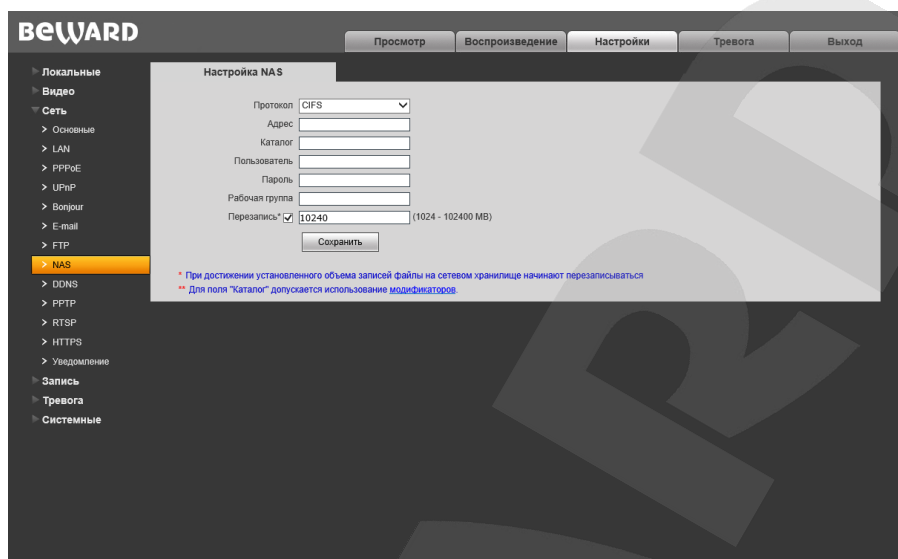 BEWARD
Просмотр Воспроизведение Настройки Тревога Выход
Локальные
Видео
Сеть
> Основные
> LAN
> PPPoE
> UPnP
> Bonjour
> E-mail
> FTP
> NAS
> DDNS
> PPTP
> RTSP
> HTTPS
> Уведомление
Запись
Тревога
Системные
Настройка NAS
Протокол CIFS
Адрес
Каталог
Пользователь
Пароль
Рабочая группа
Перезапись* 10240 (1024 - 102400 MB)
Сохранить
* При достижении установленного объема записей файлы на сетевом хранилище начинают перезаписываться
** Для поля "Каталог" допускается использование модификаторов.